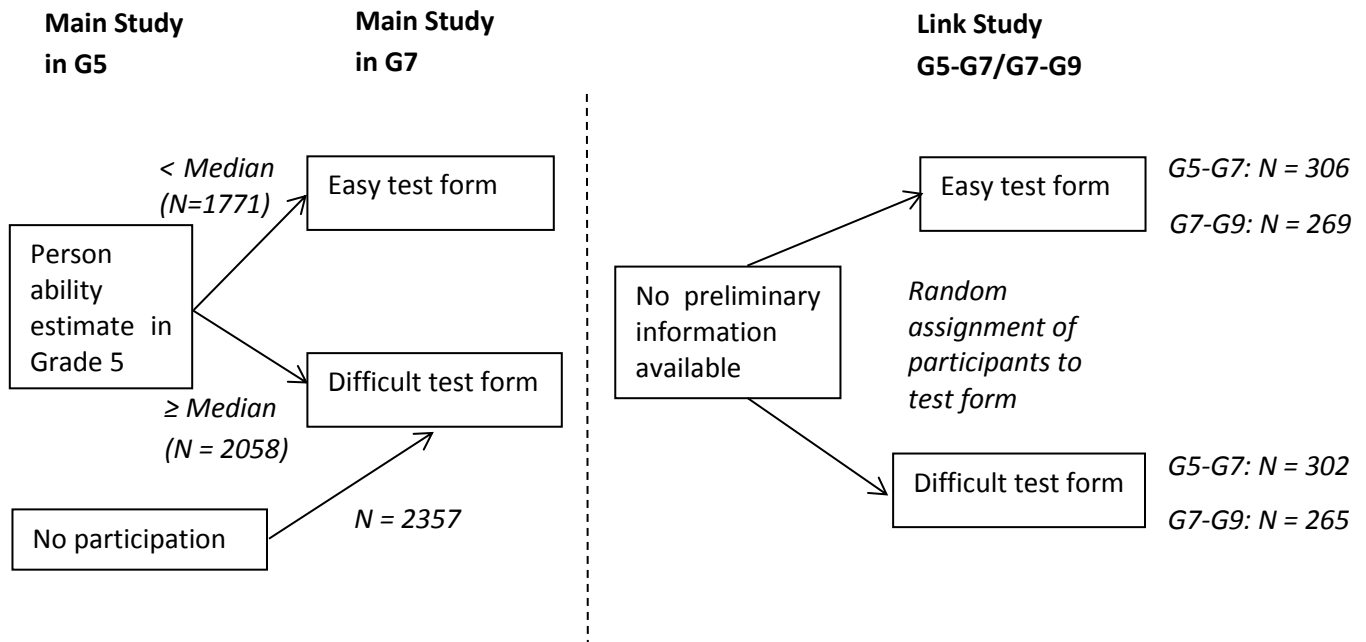 Main Study
in G5
Main Study
in G7
< Median
(N=1771)
Easy test form
Person
ability
estimate in
Grade 5
Difficult test form
≥ Median
(N = 2058)
No participation
N = 2357
Link Study
G5-G7/G7-G9
Easy test form
G5-G7: N = 306
G7-G9: N = 269
No preliminary
information
available
Random
assignment of
participants to
test form
Difficult test form
G5-G7: N = 302
G7-G9: N = 265